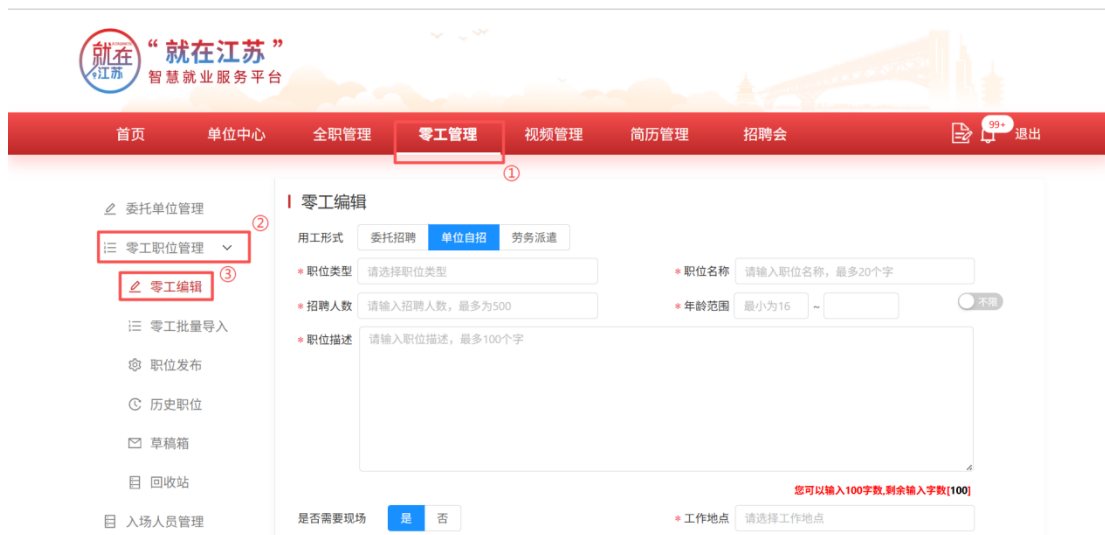 就在
江苏
“就在江苏”
智慧就业服务平台
首页 单位中心 全职管理 零工管理 视频管理 简历管理 招聘会 99+ 退出
①
委托单位管理
②
零工职位管理
③
零工编辑
零工批量导入
职位发布
历史职位
草稿箱
回收站
入场人员管理
零工编辑
用工形式 委托招聘 单位自招 劳务派遣
* 职位类型 请选择职位类型 * 职位名称 请输入职位名称，最多20个字
* 招聘人数 请输入招聘人数，最多为500 * 年龄范围 最小为16 ~ 不限
* 职位描述 请输入职位描述，最多100个字
您可以输入100字数,剩余输入字数[100]
是否需要现场 是 否 * 工作地点 请选择工作地点